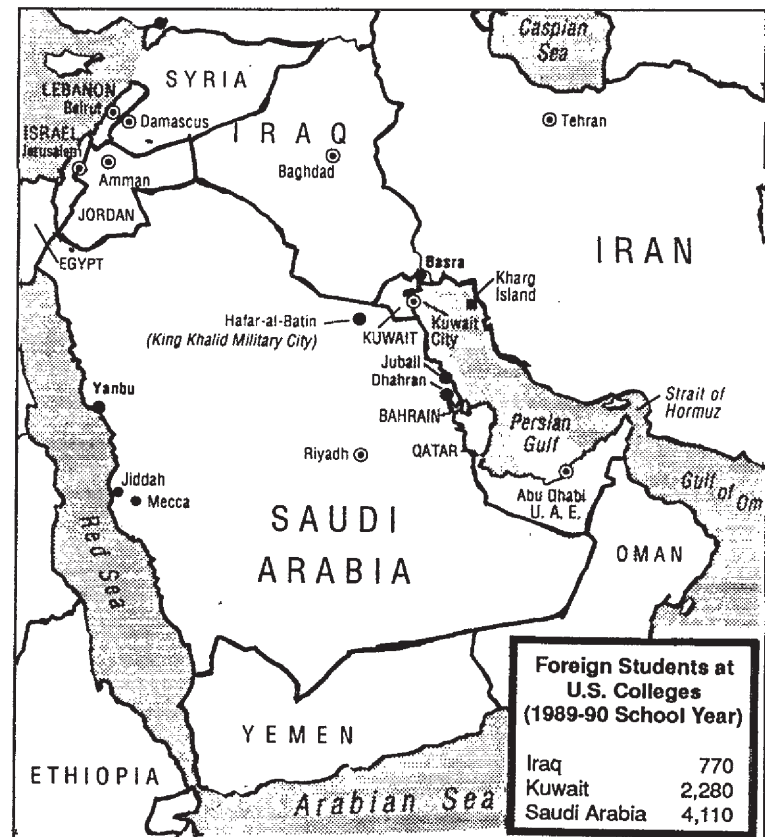 Caspian
Sea
SYRIA
LEBANON
Beirut
Damascus
Tehran
ISRAEL
Jerusalem
IRAQ
Baghdad
Amman
JORDAN
IRAN
EGYPT
Basra
Kharg
Island
Hafar-al-Batin
(King Khalid Military City)
KUWAIT
Kuwait
City
Jubail
Dhahran
Strait of
Hormuz
Yanbu
BAHRAIN
Persian
Gulf
Riyadh
QATAR
Jiddah
Mecca
Abu Dhabi
U. A. E.
Gulf of Om
SAUDI
ARABIA
OMAN
Red Sea
Foreign Students at
U.S. Colleges
(1989-90 School Year)
Iraq 770
Kuwait 2,280
Saudi Arabia 4,110
YEMEN
ETHIOPIA
Arabian Sea